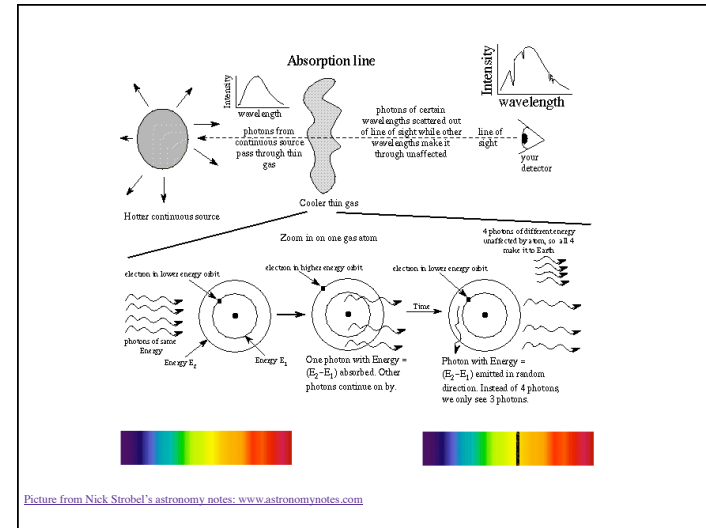 Absorption line
Intensity
wavelength
Intensity
wavelength
photons from
continuous source
pass through thin
gas
photons of certain
wavelengths scattered out
of line of sight while other
wavelengths make it
through unaffected
line of
sight
your
detector
Hotter continuous source
Cooler thin gas
Zoom in on one gas atom
4 photons of different energy
unaffected by atom, so all 4
make it to Earth
electron in lower energy orbit
electron in higher energy orbit
electron in lower energy orbit
Time
photons of same
Energy
Energy E2
Energy E1
One photon with Energy =
(E2-E1) absorbed. Other
photons continue on by.
Photon with Energy =
(E2-E1) emitted in random
direction. Instead of 4 photons,
we only see 3 photons.
Picture from Nick Strobel's astronomy notes: www.astronomynotes.com